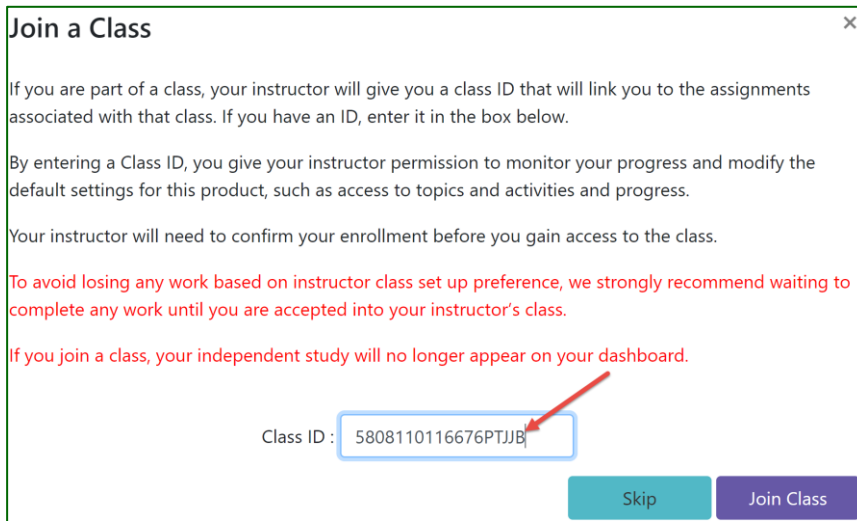 Join a Class
×
If you are part of a class, your instructor will give you a class ID that will link you to the assignments
associated with that class. If you have an ID, enter it in the box below.
By entering a Class ID, you give your instructor permission to monitor your progress and modify the
default settings for this product, such as access to topics and activities and progress.
Your instructor will need to confirm your enrollment before you gain access to the class.
To avoid losing any work based on instructor class set up preference, we strongly recommend waiting to
complete any work until you are accepted into your instructor’s class.
If you join a class, your independent study will no longer appear on your dashboard.
Class ID : 5808110116676PTJJB
Skip Join Class